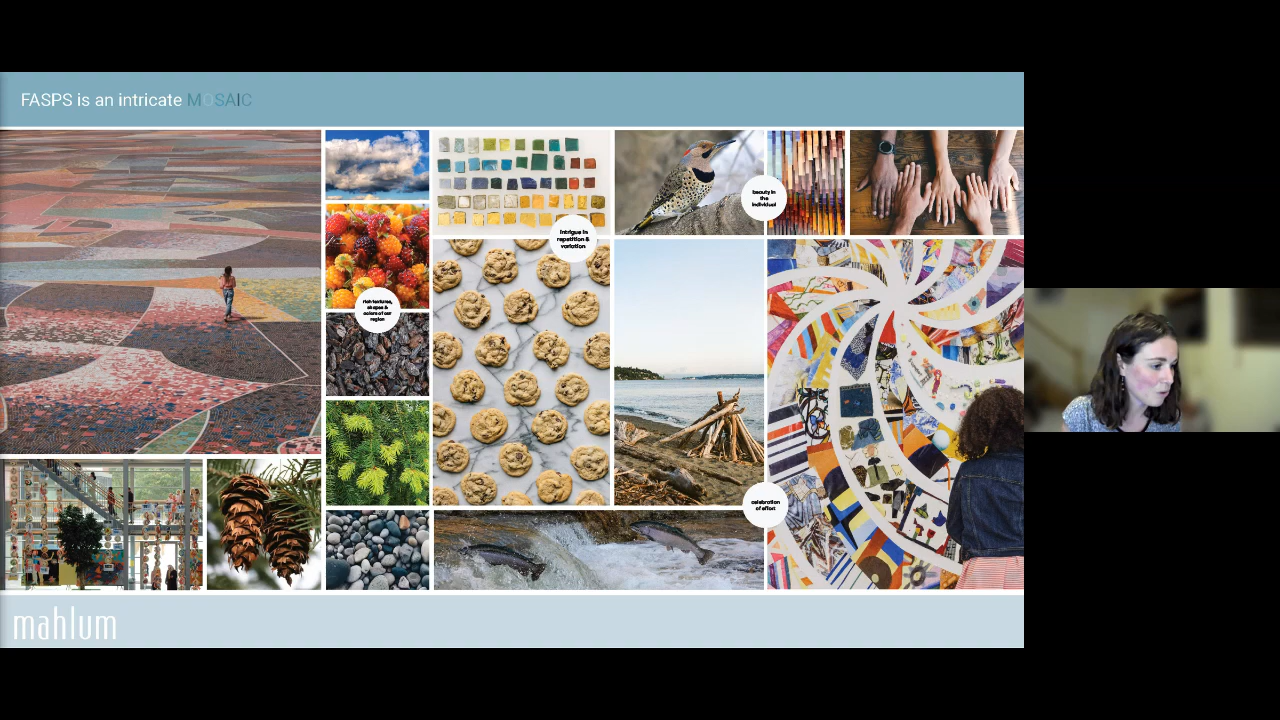 FASPS is an intricate MOSAIC
beauty in
the
individual
intrigue in
repetition &
variation
rich textures,
shapes &
colors of our
region
celebration
of effort
mahlum